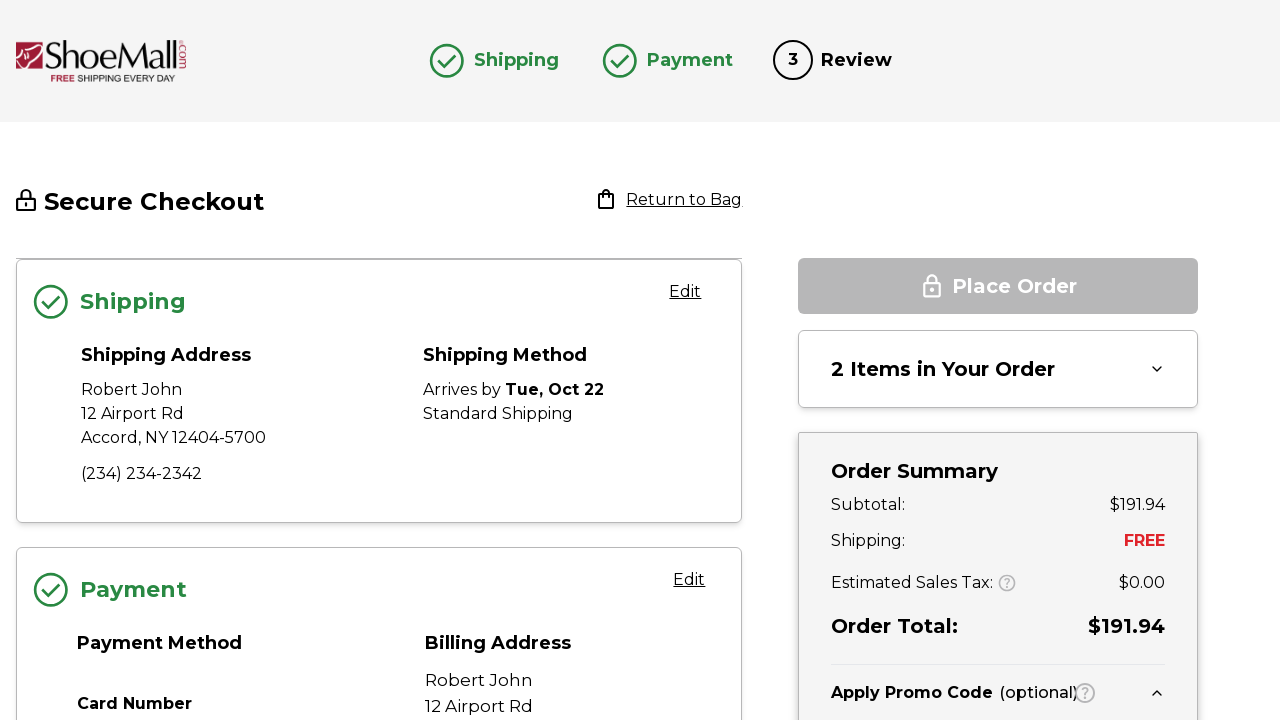 ShoeMall.com
FREE SHIPPING EVERY DAY
Shipping
Payment
3 Review
Secure Checkout
Return to Bag
Shipping
Edit
Shipping Address
Robert John
12 Airport Rd
Accord, NY 12404-5700
(234) 234-2342
Shipping Method
Arrives by Tue, Oct 22
Standard Shipping
Payment
Edit
Payment Method
Card Number
Billing Address
Robert John
12 Airport Rd
Place Order
2 Items in Your Order
Order Summary
Subtotal: $191.94
Shipping: FREE
Estimated Sales Tax: ? $0.00
Order Total: $191.94
Apply Promo Code (optional) ?